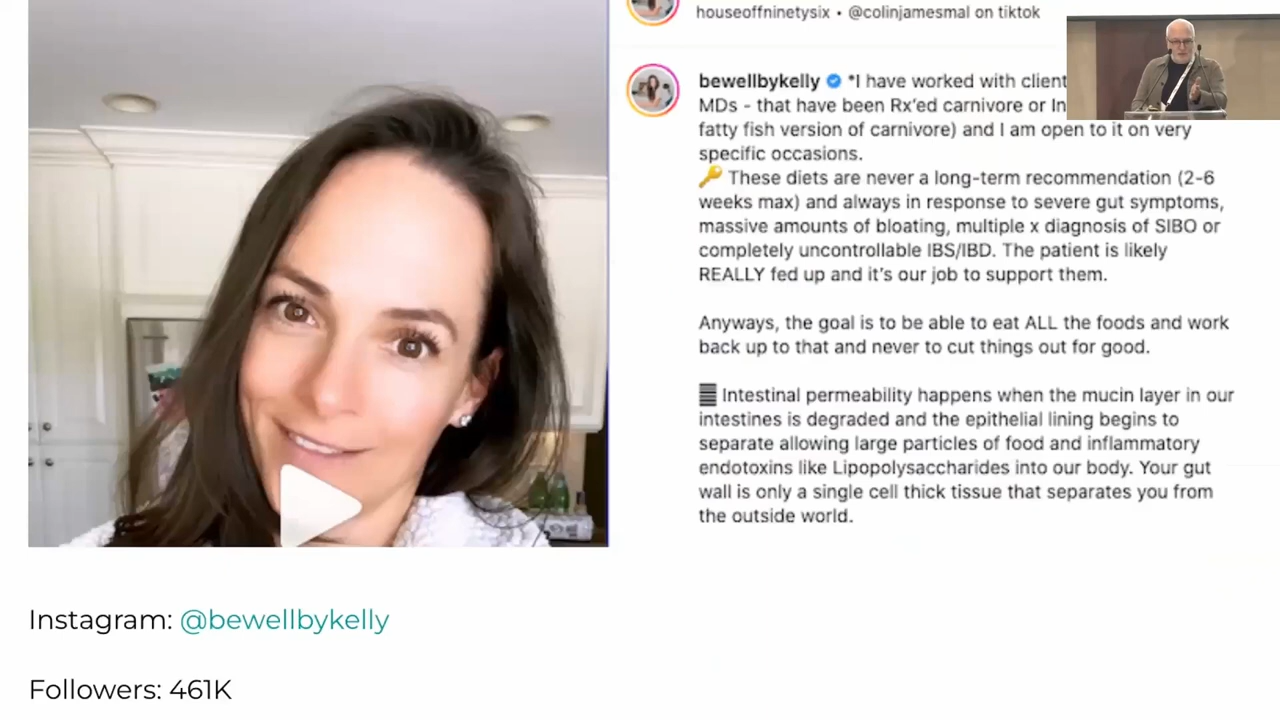 houseoffninetysix • @colinjamesmal on tiktok
bewellbykelly *I have worked with client
MDs - that have been Rx'ed carnivore or
fatty fish version of carnivore) and I am open to it on very
specific occasions.
🔑 These diets are never a long-term recommendation (2-6
weeks max) and always in response to severe gut symptoms,
massive amounts of bloating, multiple x diagnosis of SIBO or
completely uncontrollable IBS/IBD. The patient is likely
REALLY fed up and it's our job to support them.
Anyways, the goal is to be able to eat ALL the foods and work
back up to that and never to cut things out for good.
Intestinal permeability happens when the mucin layer in our
intestines is degraded and the epithelial lining begins to
separate allowing large particles of food and inflammatory
endotoxins like Lipopolysaccharides into our body. Your gut
wall is only a single cell thick tissue that separates you from
the outside world.
Instagram: @bewellbykelly
Followers: 461K